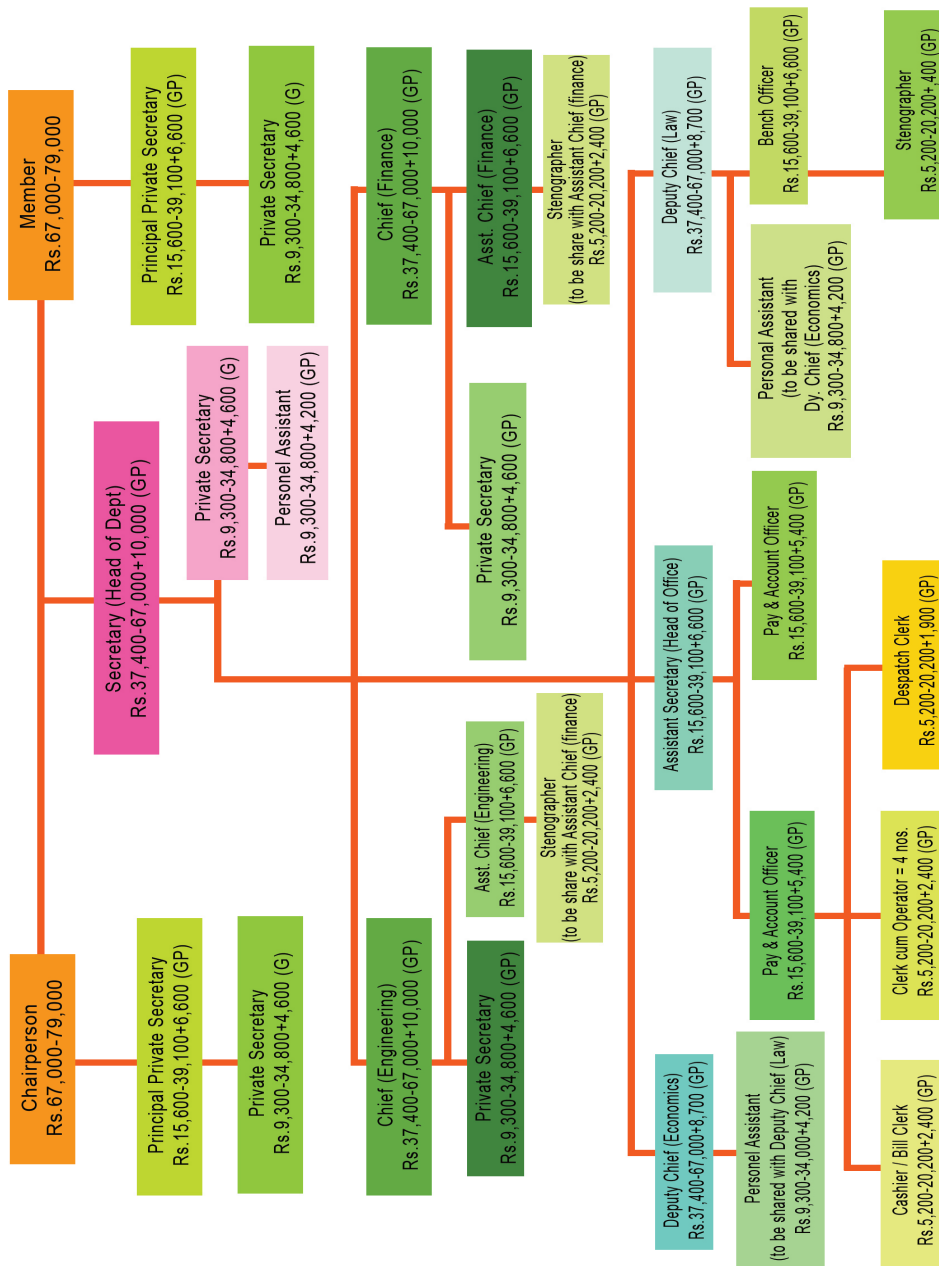 Chairperson
Rs.67,000-79,000
Member
Rs.67,000-79,000
Principal Private Secretary
Rs.15,600-39,100+6,600 (GP)
Secretary (Head of Dept)
Rs.37,400-67,000+10,000 (GP)
Principal Private Secretary
Rs.15,600-39,100+6,600 (GP)
Private Secretary
Rs.9,300-34,800+4,600 (G)
Private Secretary
Rs.9,300-34,800+4,600 (G)
Personel Assistant
Rs.9,300-34,800+4,200 (GP)
Private Secretary
Rs.9,300-34,800+4,600 (G)
Chief (Engineering)
Rs.37,400-67,000+10,000 (GP)
Chief (Finance)
Rs.37,400-67,000+10,000 (GP)
Private Secretary
Rs.9,300-34,800+4,600 (GP)
Asst. Chief (Engineering)
Rs.15,600-39,100+6,600 (GP)
Private Secretary
Rs.9,300-34,800+4,600 (GP)
Asst. Chief (Finance)
Rs.15,600-39,100+6,600 (GP)
Stenographer
(to be share with Assistant Chief (finance)
Rs.5,200-20,200+2,400 (GP)
Stenographer
(to be share with Assistant Chief (finance)
Rs.5,200-20,200+2,400 (GP)
Deputy Chief (Economics)
Rs.37,400-67,000+8,700 (GP)
Assistant Secretary (Head of Office)
Rs.15,600-39,100+6,600 (GP)
Deputy Chief (Law)
Rs.37,400-67,000+8,700 (GP)
Personel Assistant
(to be shared with Deputy Chief (Law)
Rs.9,300-34,000+4,200 (GP)
Pay & Account Officer
Rs.15,600-39,100+5,400 (GP)
Pay & Account Officer
Rs.15,600-39,100+5,400 (GP)
Personal Assistant
(to be shared with
Dy. Chief (Economics)
Rs.9,300-34,800+4,200 (GP)
Bench Officer
Rs.15,600-39,100+6,600 (GP)
Cashier / Bill Clerk
Rs.5,200-20,200+2,400 (GP)
Clerk cum Operator = 4 nos.
Rs.5,200-20,200+2,400 (GP)
Despatch Clerk
Rs.5,200-20,200+1,900 (GP)
Stenographer
Rs.5,200-20,200+,400 (GP)